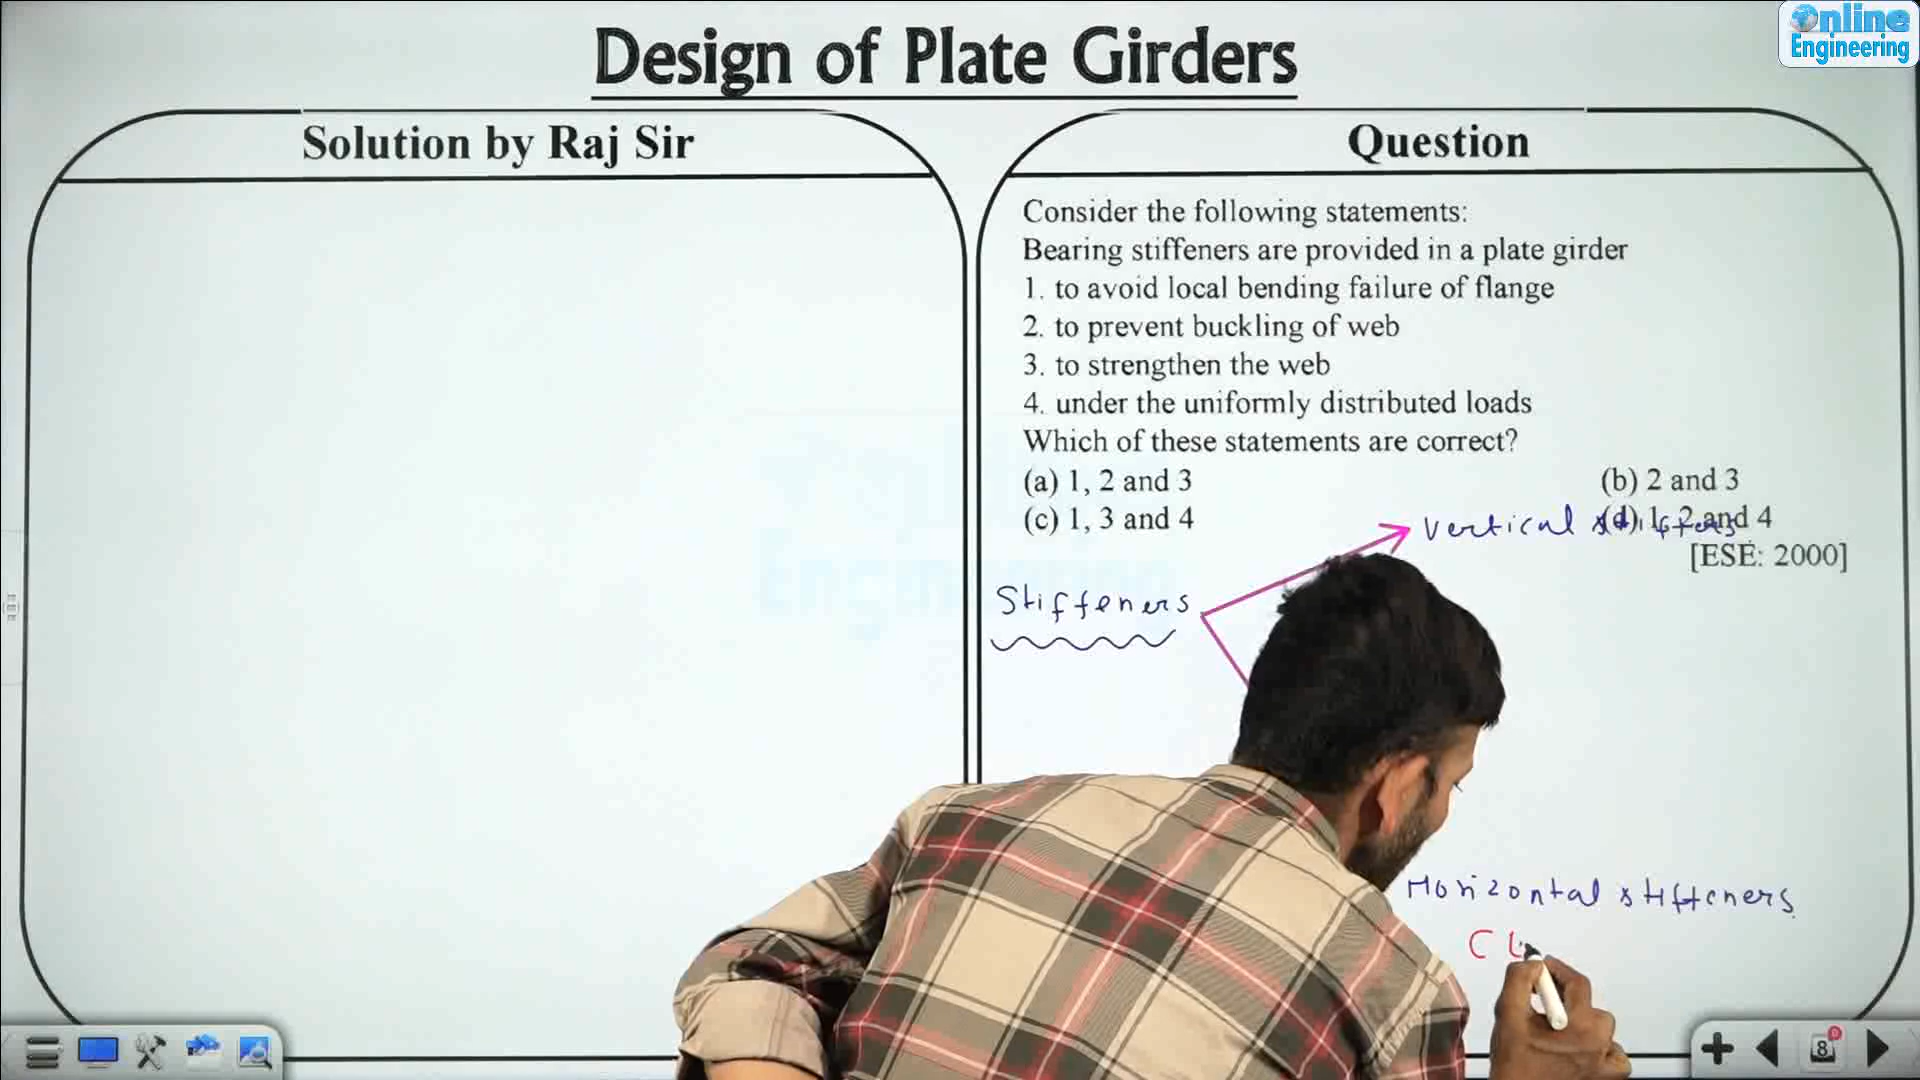 Design of Plate Girders
Online
Engineering
Solution by Raj Sir
Question
Consider the following statements:
Bearing stiffeners are provided in a plate girder
1. to avoid local bending failure of flange
2. to prevent buckling of web
3. to strengthen the web
4. under the uniformly distributed loads
Which of these statements are correct?
(a) 1, 2 and 3
(b) 2 and 3
(c) 1, 3 and 4
(d) 1, 2 and 4
[ESE: 2000]
Vertical
Stiffeners
Horizontal stiffeners
Engineering
8
0